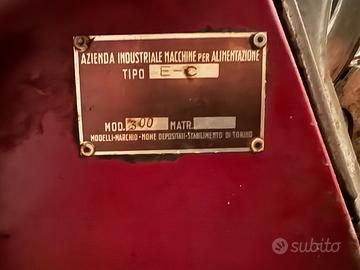 AZIENDA INDUSTRIALE MACCHINE PER ALIMENTAZIONE
TIPO E-C
MOD. 300 MATR.
MODELLI-MARCHIO-NOME DEPOSITATI-STABILIMENTO DI TORINO
subito